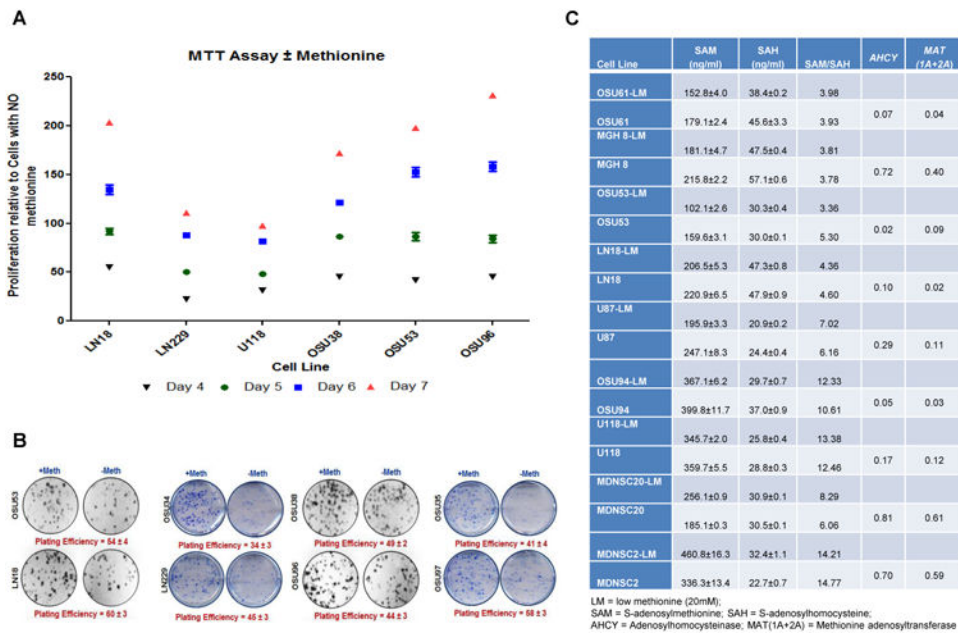 A
MTT Assay ± Methionine
Proliferation relative to Cells with NO
methionine
250
200
150
100
50
0
LN18
LN229
U118
OSU38
OSU53
OSU96
Cell Line
Day 4
Day 5
Day 6
Day 7
B
+Meth -Meth +Meth -Meth +Meth -Meth +Meth -Meth
OSU53
OSU34
OSU38
OSU35
Plating Efficiency = 54 ± 4
Plating Efficiency = 34 ± 3
Plating Efficiency = 49 ± 2
Plating Efficiency = 41 ± 4
LN18
LN229
OSU96
OSU97
Plating Efficiency = 60 ± 3
Plating Efficiency = 45 ± 3
Plating Efficiency = 44 ± 3
Plating Efficiency = 58 ± 3
C
Cell Line SAM (ng/ml) SAH (ng/ml) SAM/SAH AHCY MAT (1A+2A)
OSU61-LM 152.8±4.0 38.4±0.2 3.98
OSU61 179.1±2.4 45.6±3.3 3.93 0.07 0.04
MGH 8-LM 181.1±4.7 47.5±0.4 3.81
MGH 8 215.8±2.2 57.1±0.6 3.78 0.72 0.40
OSU53-LM 102.1±2.6 30.3±0.4 3.36
OSU53 159.6±3.1 30.0±0.1 5.30 0.02 0.09
LN18-LM 206.5±5.3 47.3±0.8 4.36
LN18 220.9±6.5 47.9±0.9 4.60 0.10 0.02
U87-LM 195.9±3.3 20.9±0.2 7.02
U87 247.1±8.3 24.4±0.4 6.16 0.29 0.11
OSU94-LM 367.1±6.2 29.7±0.7 12.33
OSU94 399.8±11.7 37.0±0.9 10.61 0.05 0.03
U118-LM 345.7±2.0 25.8±0.4 13.38
U118 359.7±5.5 28.8±0.3 12.46 0.17 0.12
MDNSC20-LM 256.1±0.9 30.9±0.1 8.29
MDNSC20 185.1±0.3 30.5±0.1 6.06 0.81 0.61
MDNSC2-LM 460.8±16.3 32.4±1.1 14.21
MDNSC2 336.3±13.4 22.7±0.7 14.77 0.70 0.59
LM = low methionine (20mM);
SAM = S-adenosylmethionine; SAH = S-adenosylhomocysteine;
AHCY = Adenosylhomocysteinase; MAT(1A+2A) = Methionine adenosyltransferase